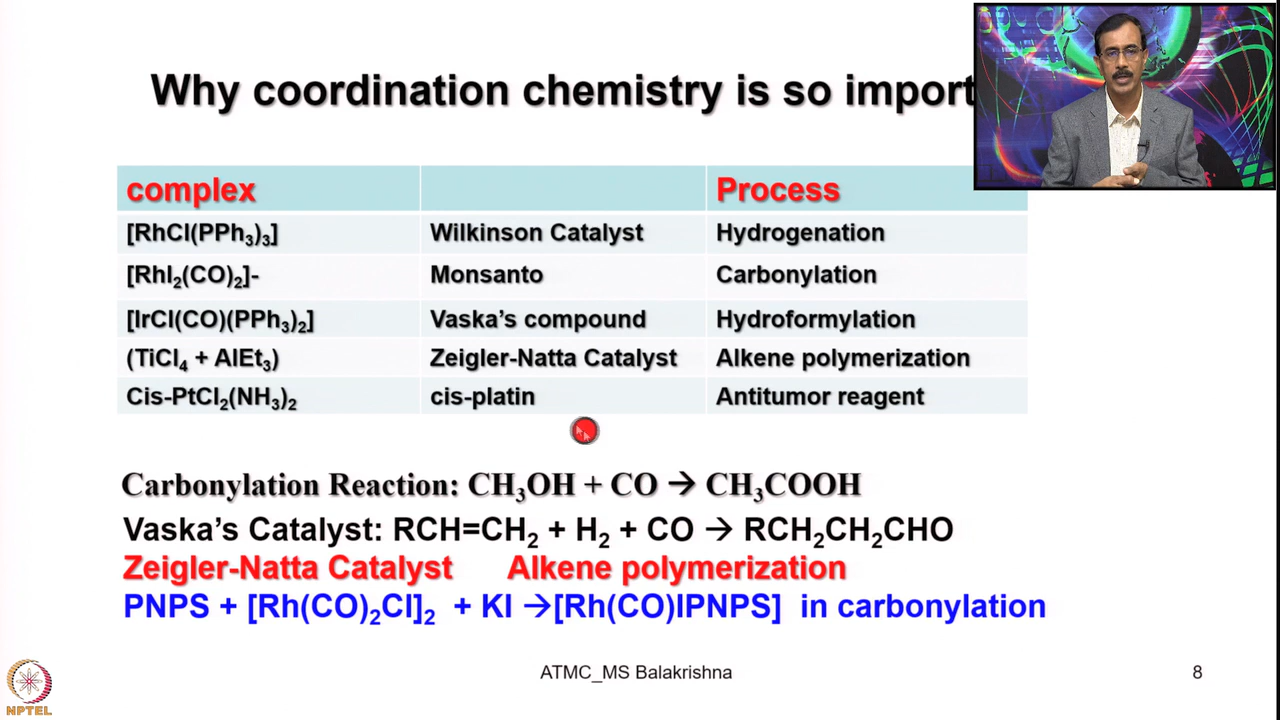 Why coordination chemistry is so import
complex Process
[RhCl(PPh₃)₃] Wilkinson Catalyst Hydrogenation
[RhI₂(CO)₂]- Monsanto Carbonylation
[IrCl(CO)(PPh₃)₂] Vaska's compound Hydroformylation
(TiCl₄ + AlEt₃) Zeigler-Natta Catalyst Alkene polymerization
Cis-PtCl₂(NH₃)₂ cis-platin Antitumor reagent
Carbonylation Reaction: CH₃OH + CO → CH₃COOH
Vaska's Catalyst: RCH=CH₂ + H₂ + CO → RCH₂CH₂CHO
Zeigler-Natta Catalyst Alkene polymerization
PNPS + [Rh(CO)₂Cl]₂ + KI →[Rh(CO)IPNPS] in carbonylation
NPTEL
ATMC_MS Balakrishna
8